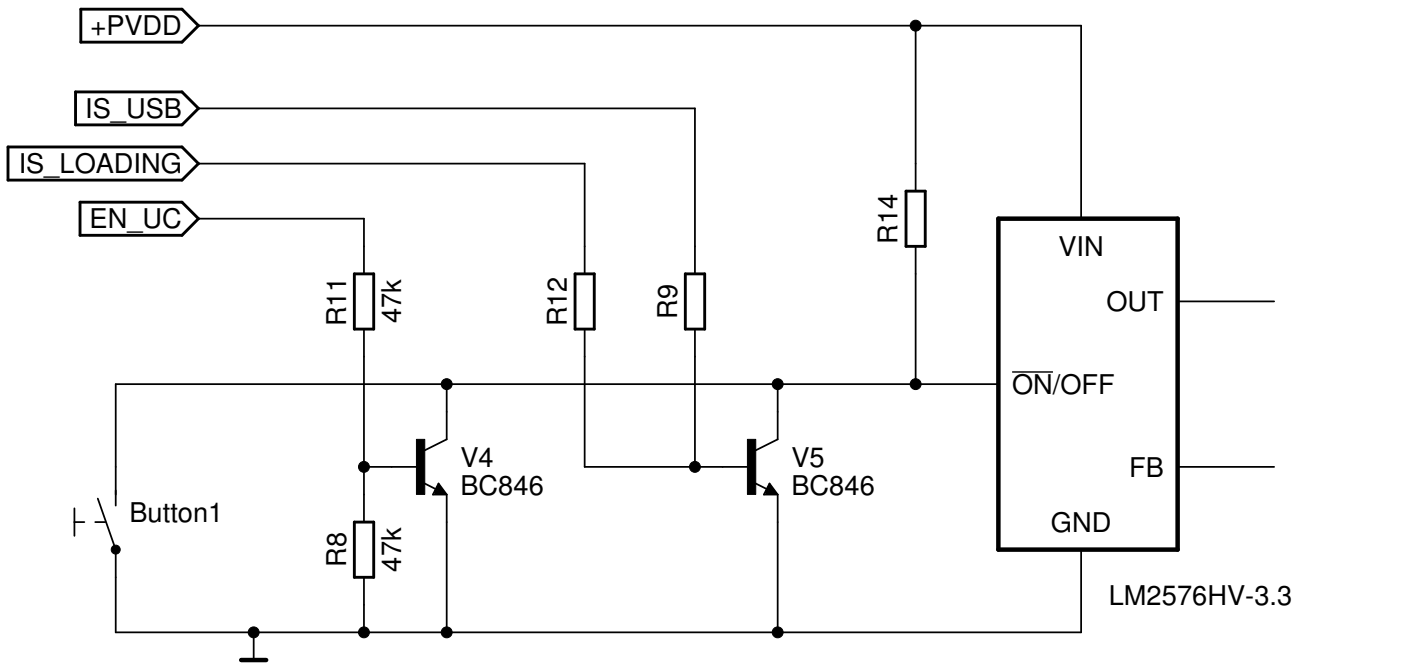 +PVDD
IS_USB
IS_LOADING
EN_UC
R14
VIN
R11
47k
R12
R9
OUT
ON/OFF
V4
BC846
V5
BC846
FB
Button1
R8
47k
GND
LM2576HV-3.3